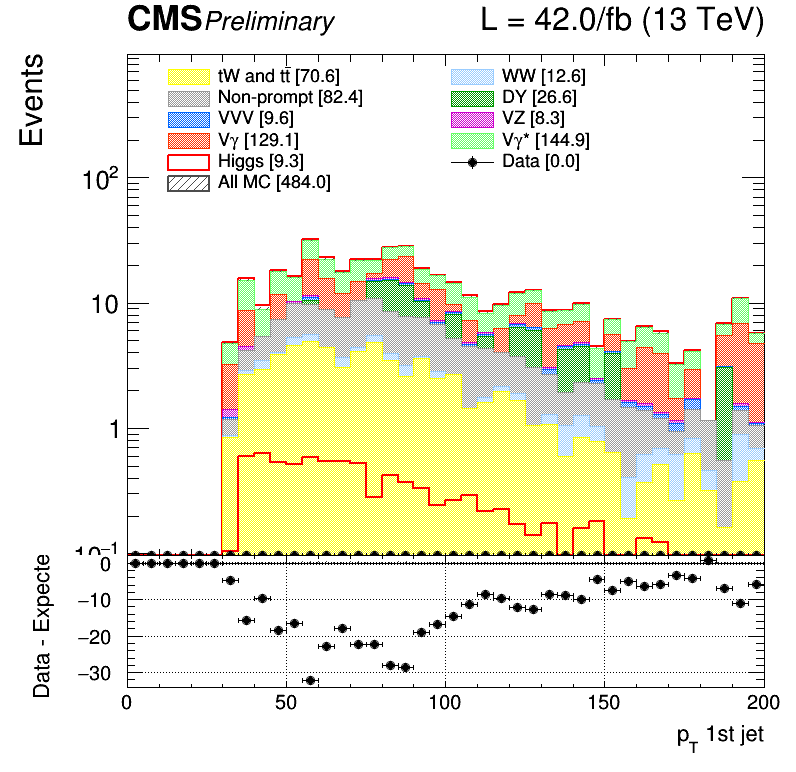 CMS Preliminary L = 42.0/fb (13 TeV)
Events
tW and tt̄ [70.6] WW [12.6]
Non-prompt [82.4] DY [26.6]
VVV [9.6] VZ [8.3]
Vγ [129.1] Vγ* [144.9]
Higgs [9.3] Data [0.0]
All MC [484.0]
10²
10
1
10⁻¹
Data - Expecte
0
−10
−20
−30
0 50 100 150 200
p_T 1st jet